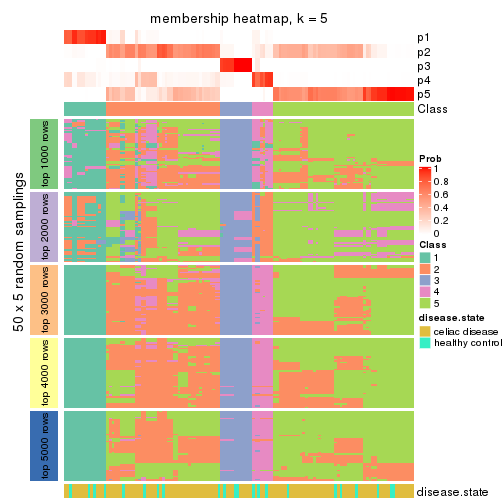 membership heatmap, k = 5
p1
p2
p3
p4
p5
Class
50 x 5 random samplings
top 1000 rows
top 2000 rows
top 3000 rows
top 4000 rows
top 5000 rows
Prob
1
0.8
0.6
0.4
0.2
0
Class
1
2
3
4
5
disease.state
celiac disease
healthy control
disease.state